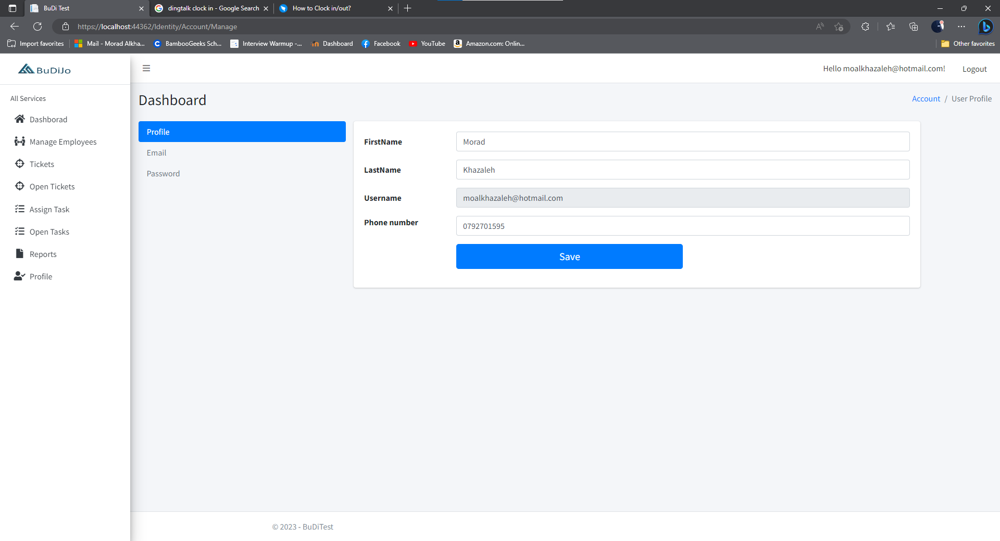 BuDi Test
dingtalk clock in - Google Search
How to Clock in/out?
https://localhost:44362/Identity/Account/Manage
Import favorites
Mail - Morad Alkha...
BambooGeeks Sch...
Interview Warmup -...
Dashboard
Facebook
YouTube
Amazon.com: Onlin...
Other favorites
BuDiJo
Hello moalkhazaleh@hotmail.com!
Logout
All Services
Dashborad
Manage Employees
Tickets
Open Tickets
Assign Task
Open Tasks
Reports
Profile
Dashboard
Account / User Profile
Profile
Email
Password
FirstName
Morad
LastName
Khazaleh
Username
moalkhazaleh@hotmail.com
Phone number
0792701595
Save
© 2023 - BuDiTest